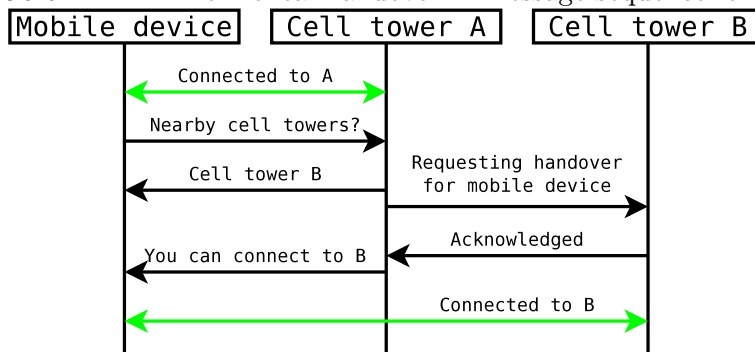 Mobile device
Cell tower A
Cell tower B
Connected to A
Nearby cell towers?
Cell tower B
Requesting handover
for mobile device
Acknowledged
You can connect to B
Connected to B